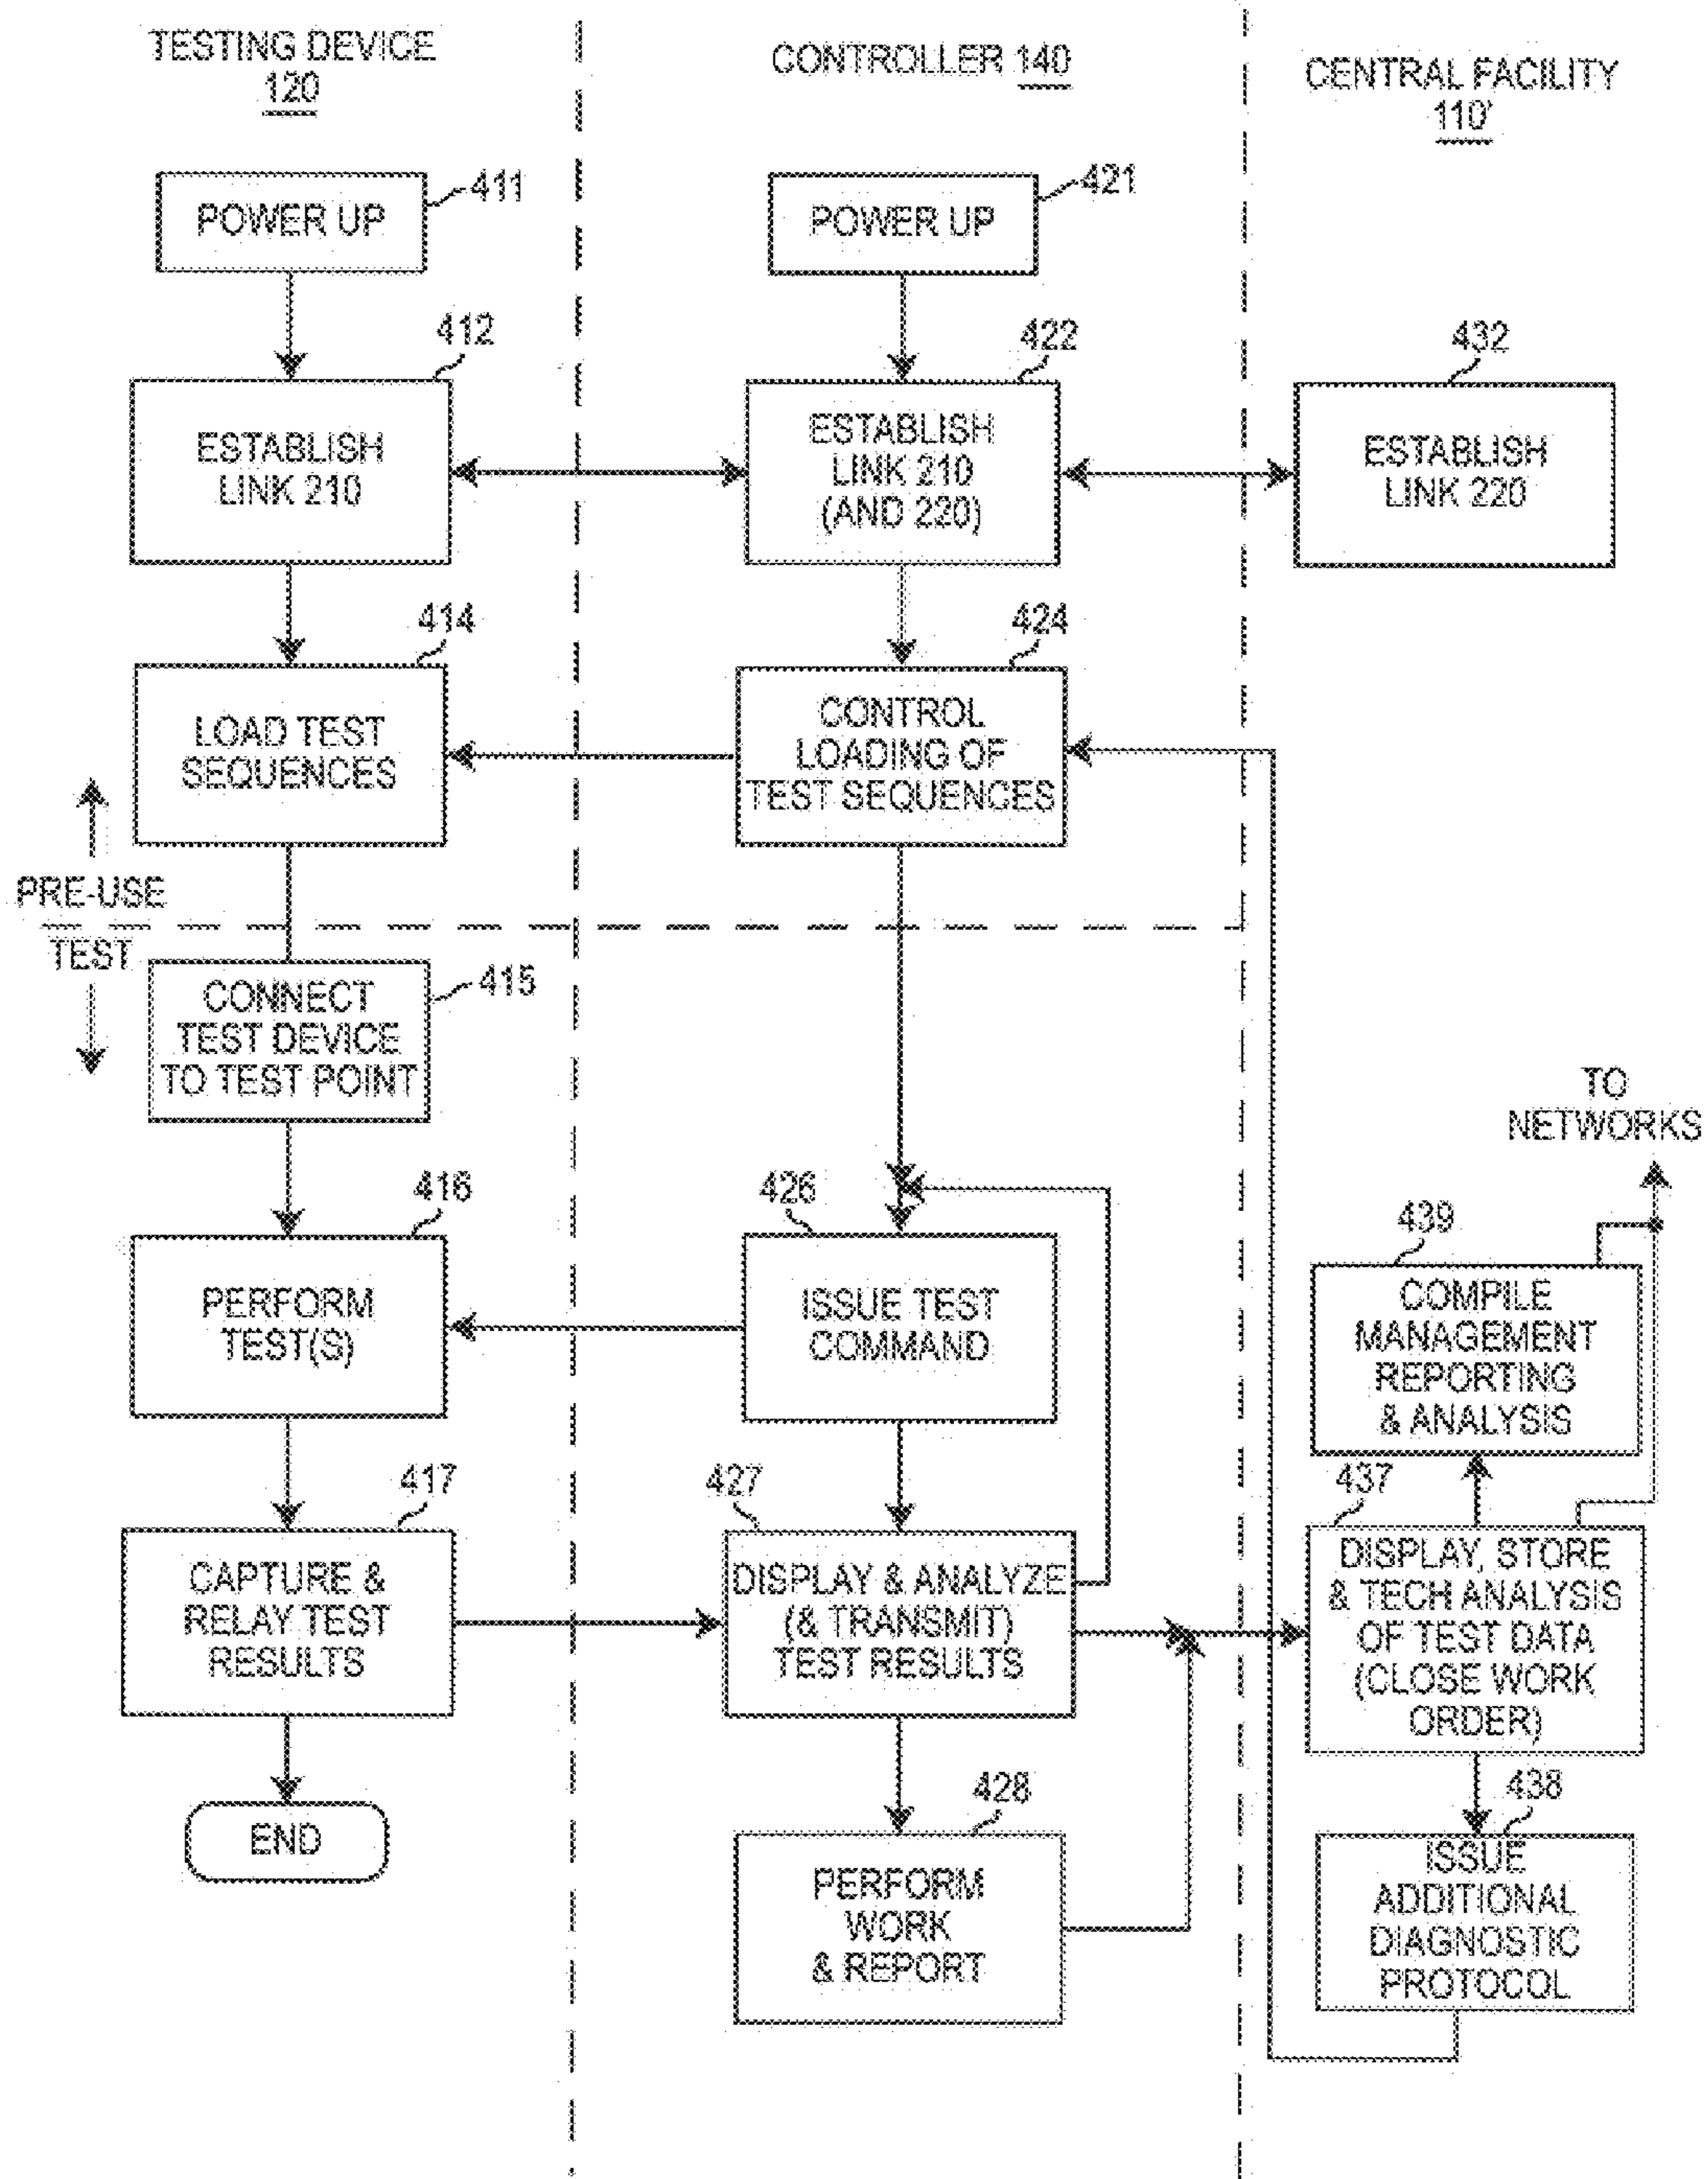 TESTING DEVICE
120
CONTROLLER 140
CENTRAL FACILITY
110'
POWER UP
411
POWER UP
421
412
ESTABLISH
LINK 210
422
ESTABLISH
LINK 210
(AND 220)
432
ESTABLISH
LINK 220
414
LOAD TEST
SEQUENCES
424
CONTROL
LOADING OF
TEST SEQUENCES
PRE-USE
TEST
CONNECT
TEST DEVICE
TO TEST POINT
415
TO
NETWORKS
416
PERFORM
TEST(S)
426
ISSUE TEST
COMMAND
439
COMPILE
MANAGEMENT
REPORTING
& ANALYSIS
417
CAPTURE &
RELAY TEST
RESULTS
427
DISPLAY & ANALYZE
(& TRANSMIT)
TEST RESULTS
437
DISPLAY, STORE
& TECH ANALYSIS
OF TEST DATA
(CLOSE WORK
ORDER)
END
428
PERFORM
WORK
& REPORT
438
ISSUE
ADDITIONAL
DIAGNOSTIC
PROTOCOL